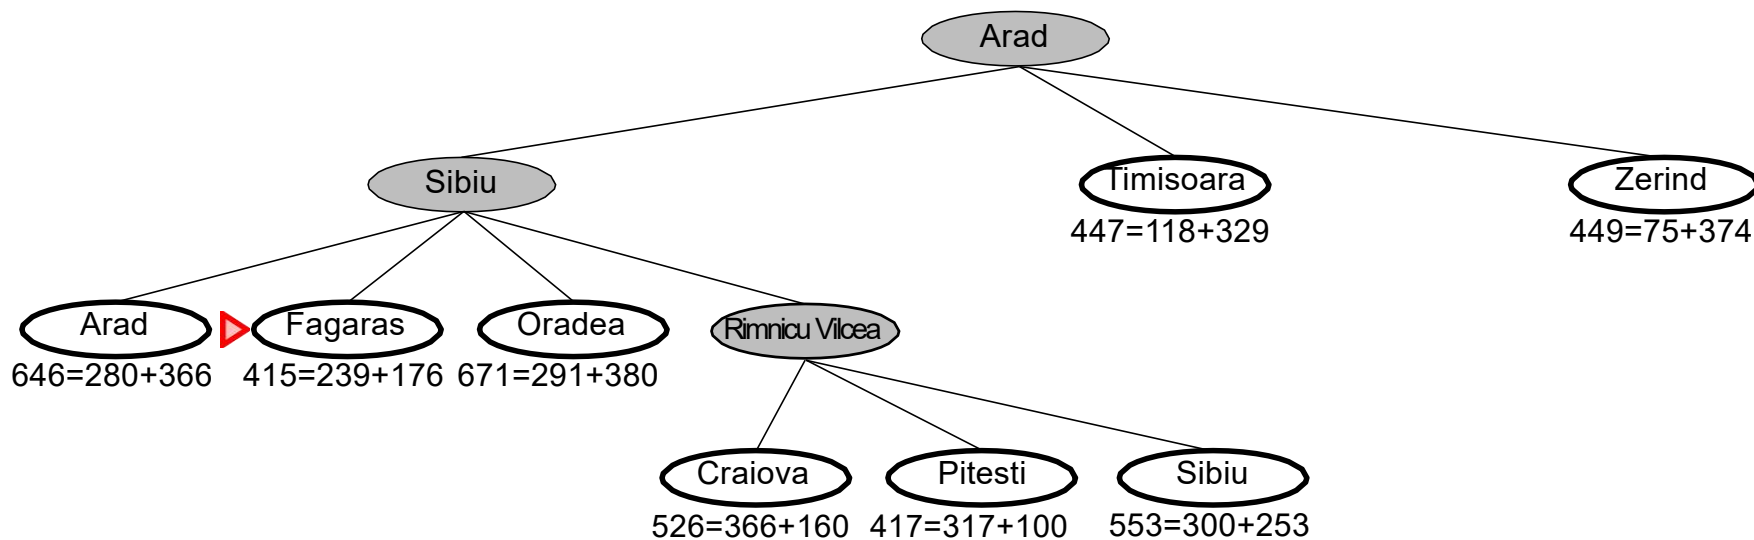 Arad
Sibiu
Timisoara
Zerind
447=118+329
449=75+374
Arad
Fagaras
Oradea
Rimnicu Vilcea
646=280+366
415=239+176
671=291+380
Craiova
Pitesti
Sibiu
526=366+160
417=317+100
553=300+253